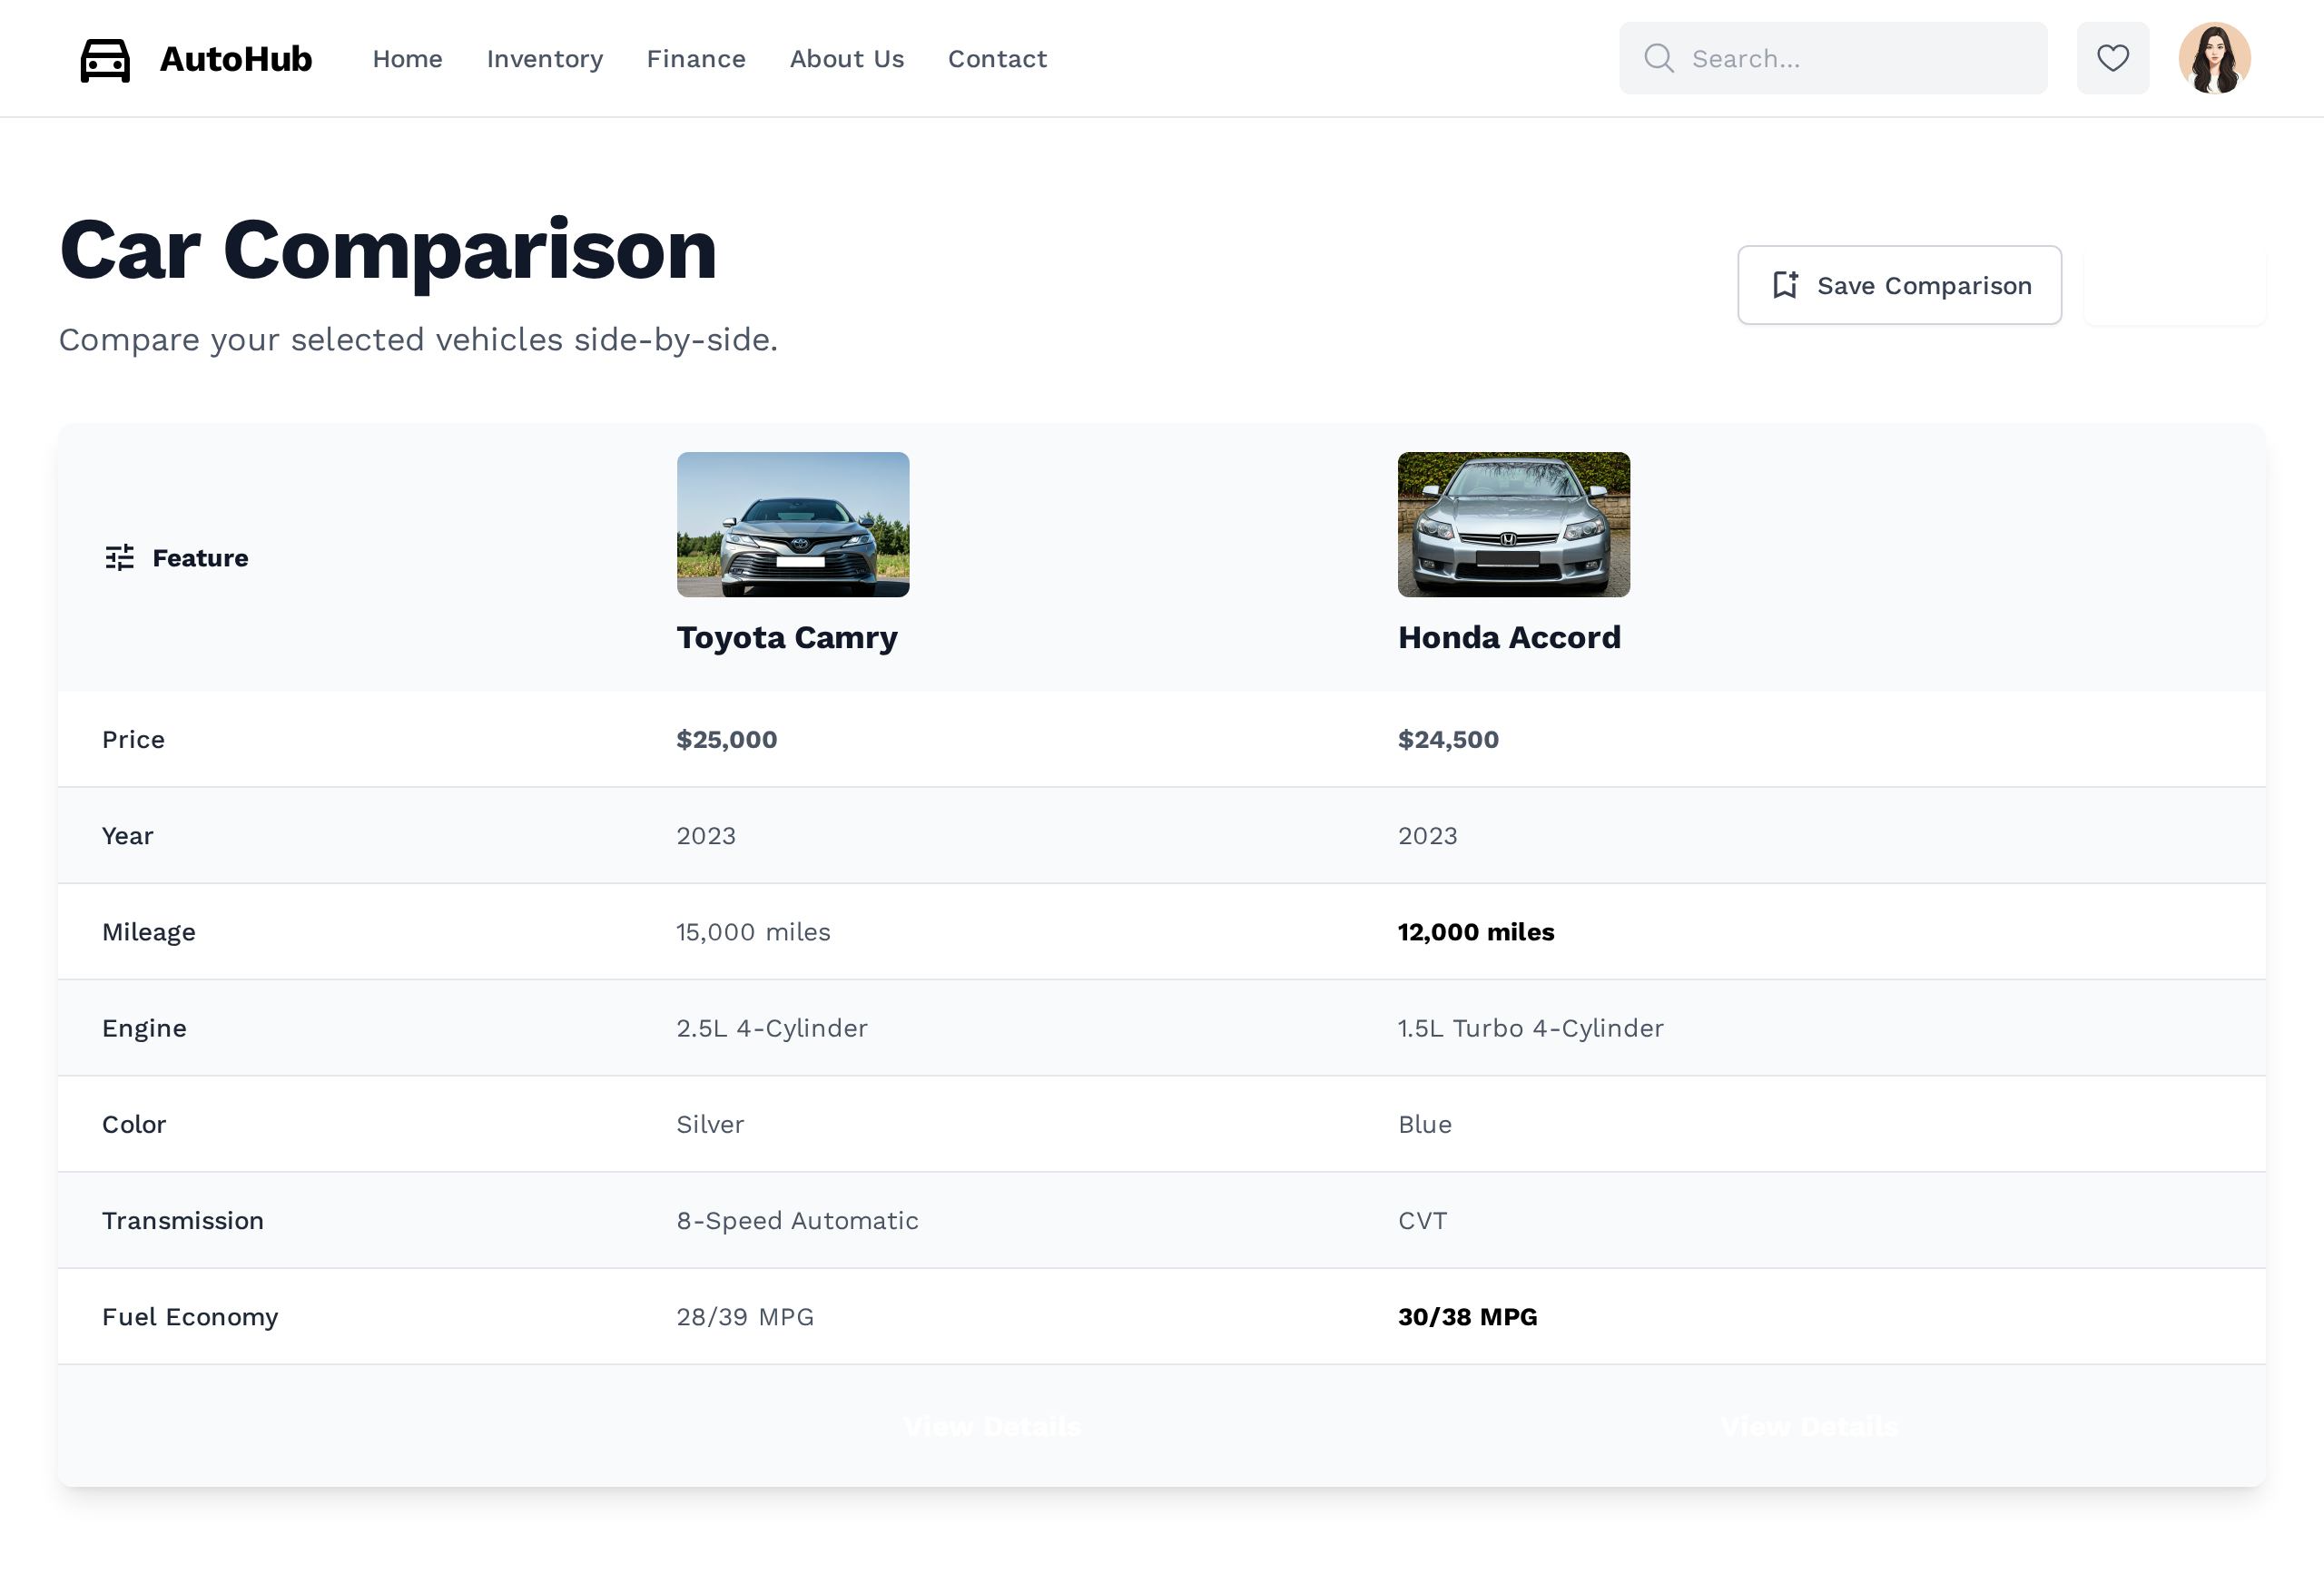 AutoHub Home Inventory Finance About Us Contact Search...
Car Comparison
Compare your selected vehicles side-by-side.
Save Comparison
Feature Toyota Camry Honda Accord
Price $25,000 $24,500
Year 2023 2023
Mileage 15,000 miles 12,000 miles
Engine 2.5L 4-Cylinder 1.5L Turbo 4-Cylinder
Color Silver Blue
Transmission 8-Speed Automatic CVT
Fuel Economy 28/39 MPG 30/38 MPG
View Details View Details